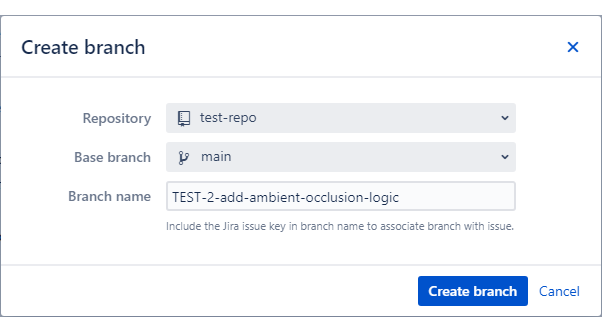 Create branch
Repository
test-repo
Base branch
main
Branch name
TEST-2-add-ambient-occlusion-logic
Include the Jira issue key in branch name to associate branch with issue.
Create branch Cancel